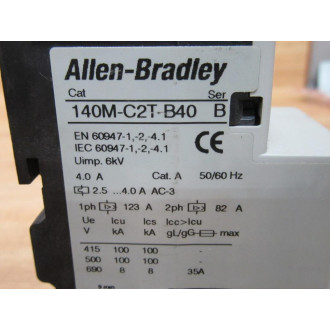 Allen-Bradley
Cat Ser
140M-C2T-B40 B
EN 60947-1,-2,-4.1
IEC 60947-1,-2,-4.1
Uimp. 6kV
4.0 A Cat. A 50/60 Hz
2.5 ...4.0 A AC-3
1ph 123 A 2ph 82 A
Ue Icu Ics Icc>Icu
V kA kA gL/gG max
415 100 100 -
500 100 100 -
690 8 8 35A